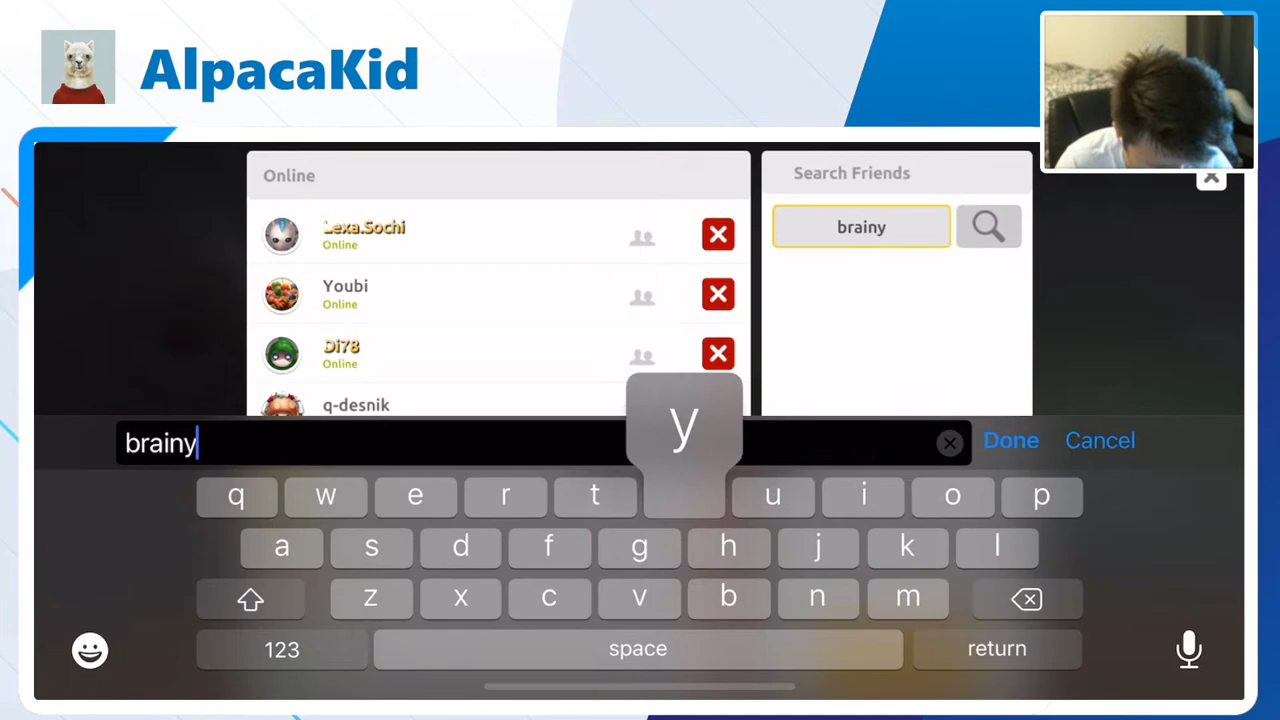 AlpacaKid
Online
Search Friends
Lexa.Sochi
Online
brainy
Youbi
Online
Di78
Online
q-desnik
y
brainy
Done
Cancel
q w e r t u i o p
a s d f g h j k l
z x c v b n m
123
space
return